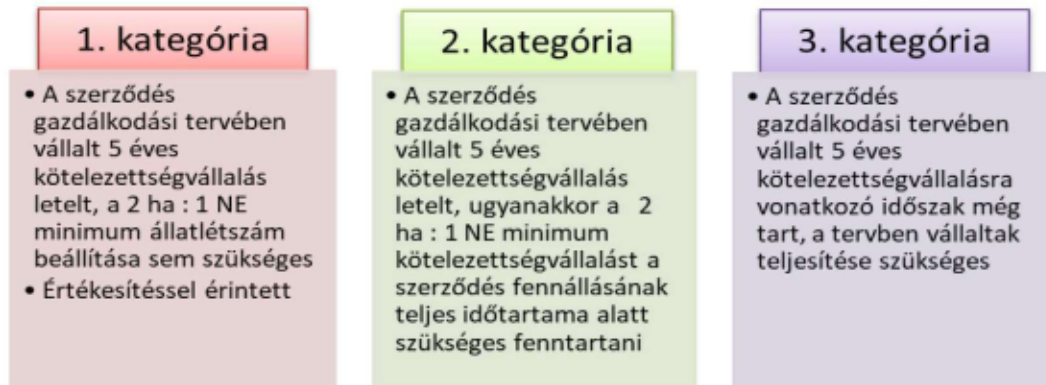 1. kategória
• A szerződés
gazdálkodási tervében
vállalt 5 éves
kötelezettségvállalás
letelt, a 2 ha : 1 NE
minimum állatlétszám
beállítása sem szükséges
• Értékesítéssel érintett
2. kategória
• A szerződés
gazdálkodási tervében
vállalt 5 éves
kötelezettségvállalás
letelt, ugyanakkor a 2
ha : 1 NE minimum
kötelezettségvállalást a
szerződés fennállásának
teljes időtartama alatt
szükséges fenntartani
3. kategória
• A szerződés
gazdálkodási tervében
vállalt 5 éves
kötelezettségvállalásra
vonatkozó időszak még
tart, a tervben vállaltak
teljesítése szükséges